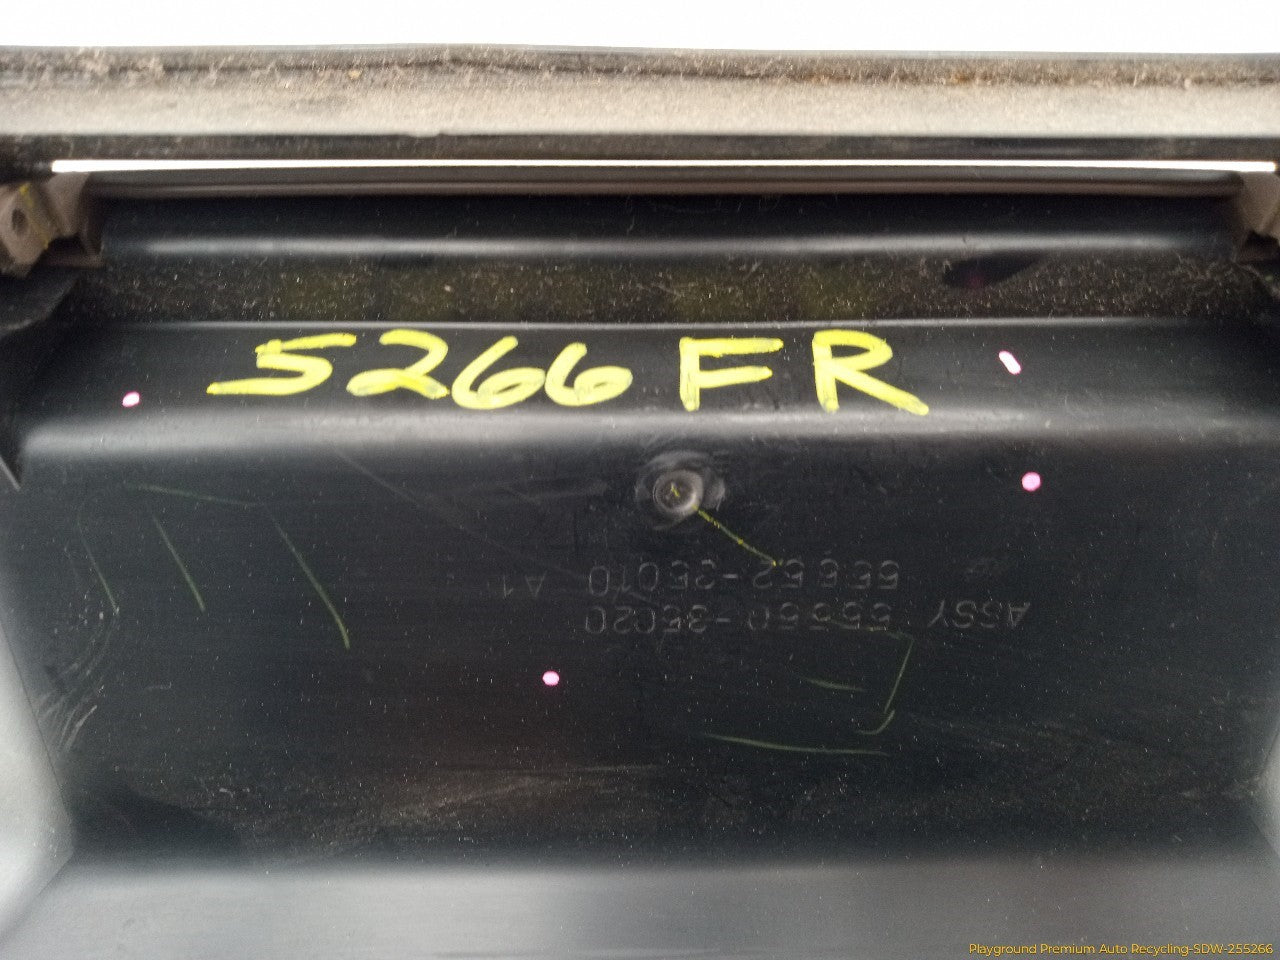 5266 FR
ASSY 55550-35020
55552-35010 A1
Playground Premium Auto Recycling-SDW-255266